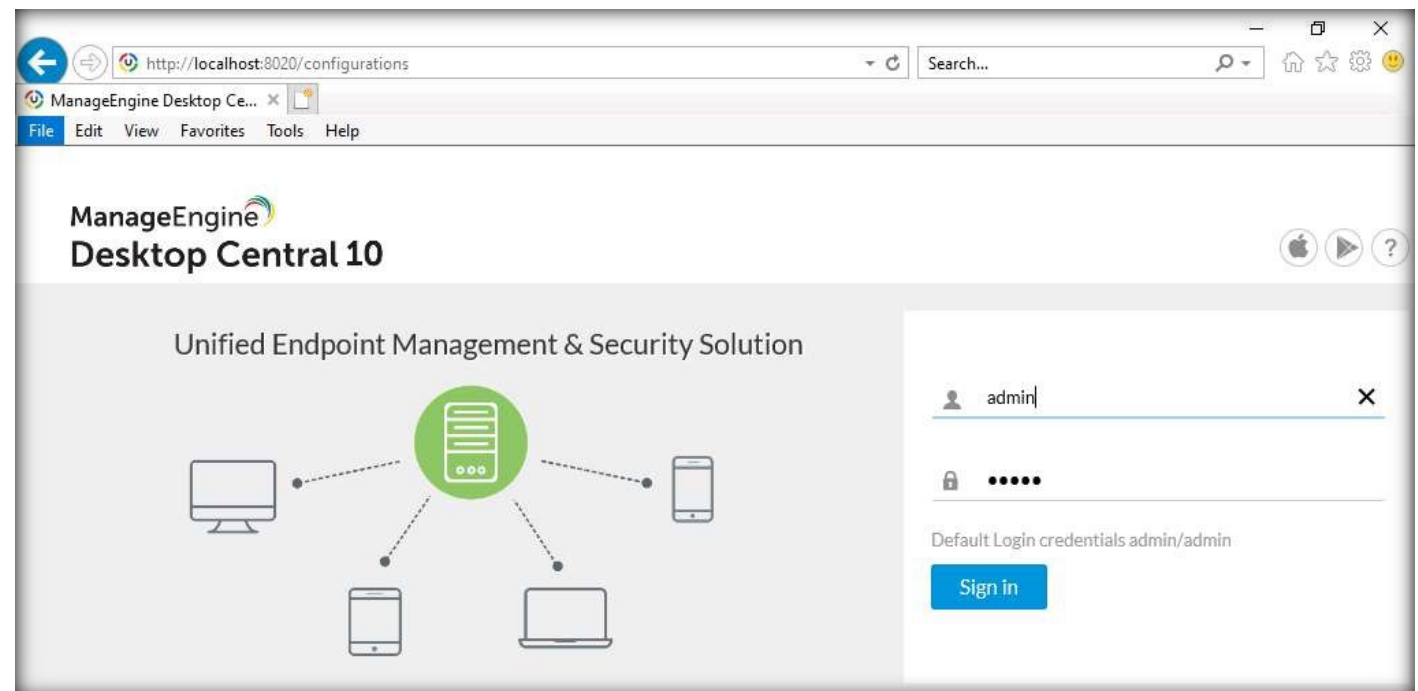 http://localhost:8020/configurations
Search...
ManageEngine Desktop Ce...
File Edit View Favorites Tools Help
ManageEngine
Desktop Central 10
?
Unified Endpoint Management & Security Solution
admin
•••••
Default Login credentials admin/admin
Sign in